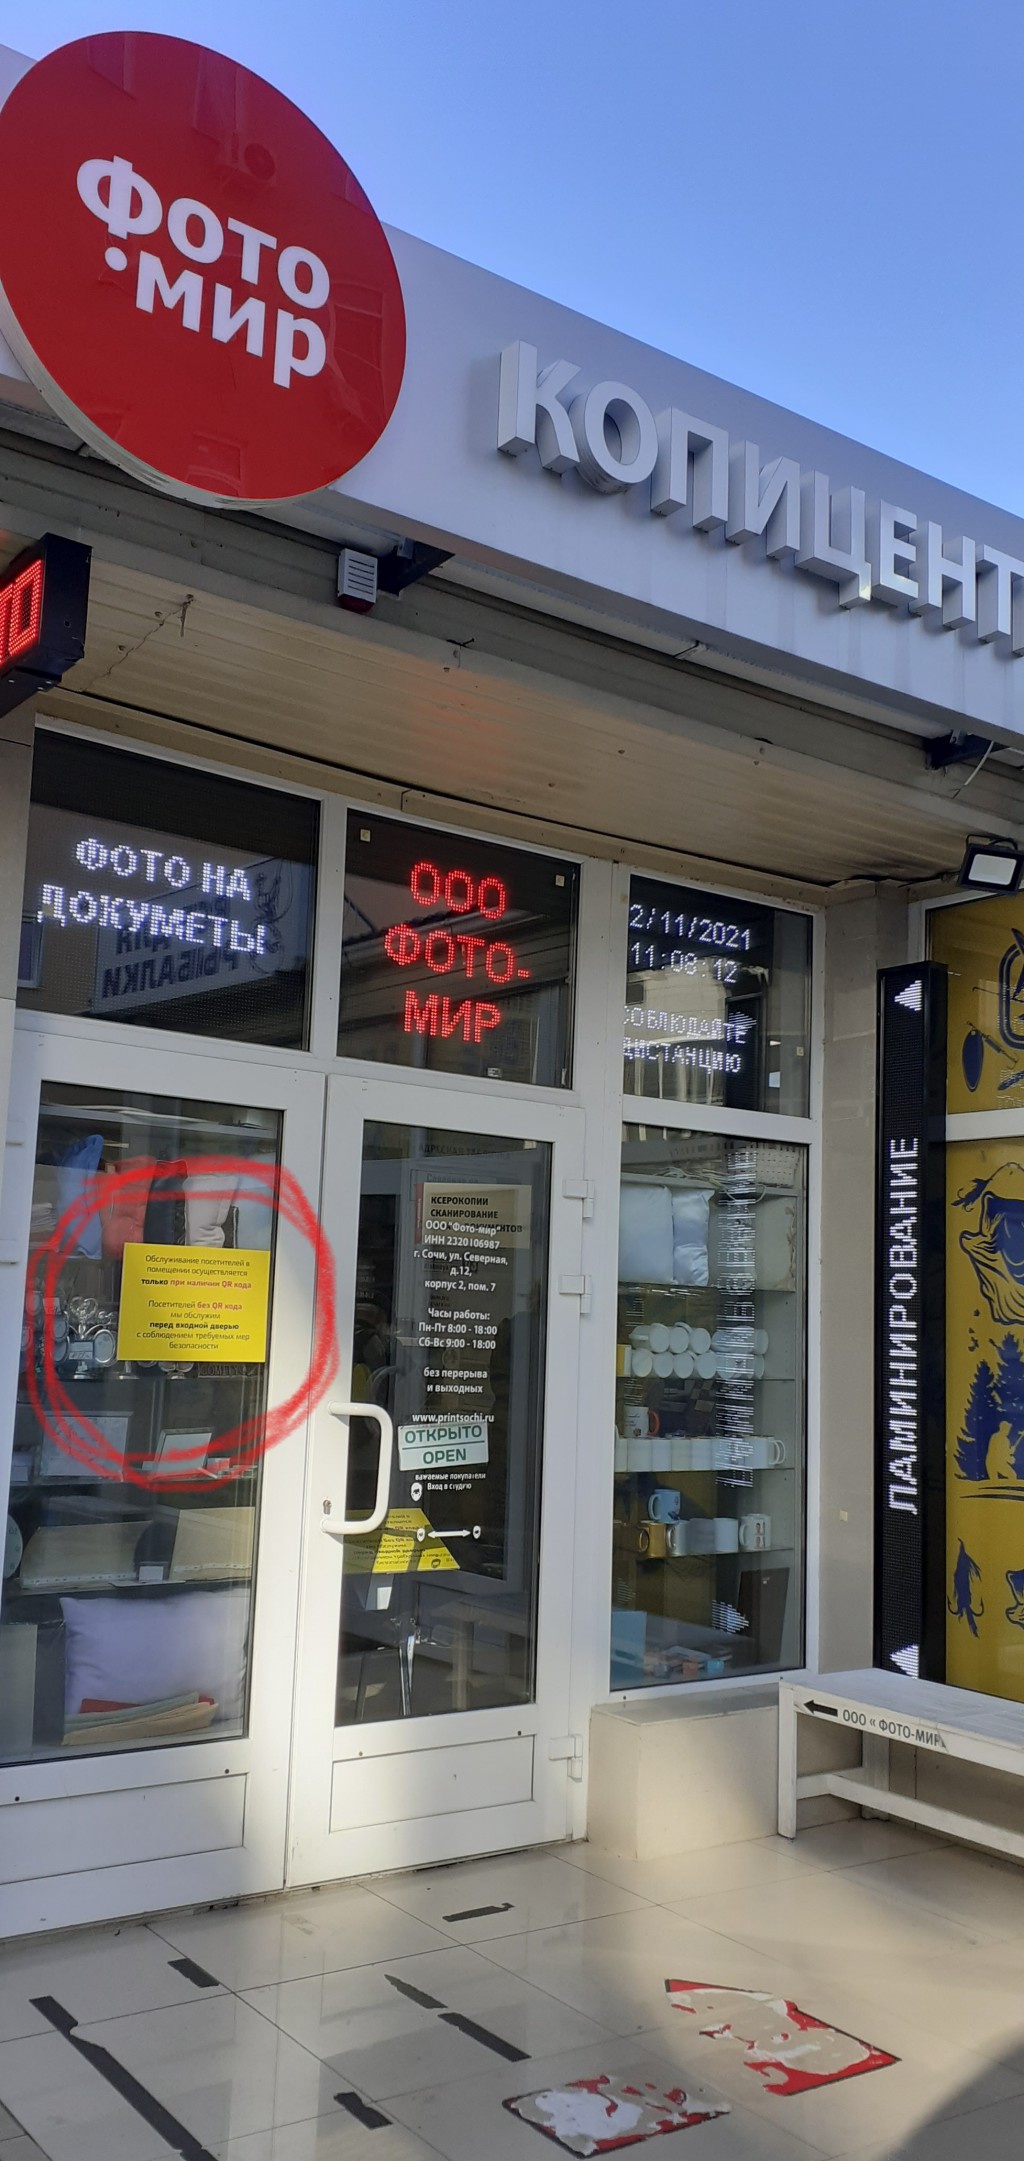 Фото
•мир
КОПИЦЕНТ
ФОТО НА
ДОКУМЕТЫ
РЫБАЛКИ
ООО
ФОТО-
МИР
2/11/2021
11:09:12
СОБЛЮДАЙТЕ
ДИСТАНЦИЮ
ЛАМИНИРОВАНИЕ
Обслуживание посетителей в
помещении осуществляется
только при наличии QR кода
Посетителей без QR кода
мы обслужим
перед входной дверью
с соблюдением требуемых мер
Безопасности
КСЕРОКОПИИ
СКАНИРОВАНИЕ
ООО "Фото-мир"
ИНН 2320106987
г. Сочи, ул. Северная,
д.12,
корпус 2, пом. 7
Часы работы:
Пн-Пт 8:00 - 18:00
Сб-Вс 9:00 - 18:00
без перерыва
и выходных
www.printsochi.ru
ОТКРЫТО
OPEN
уважаемые покупатели
Вход в студию
ООО « ФОТО-МИР